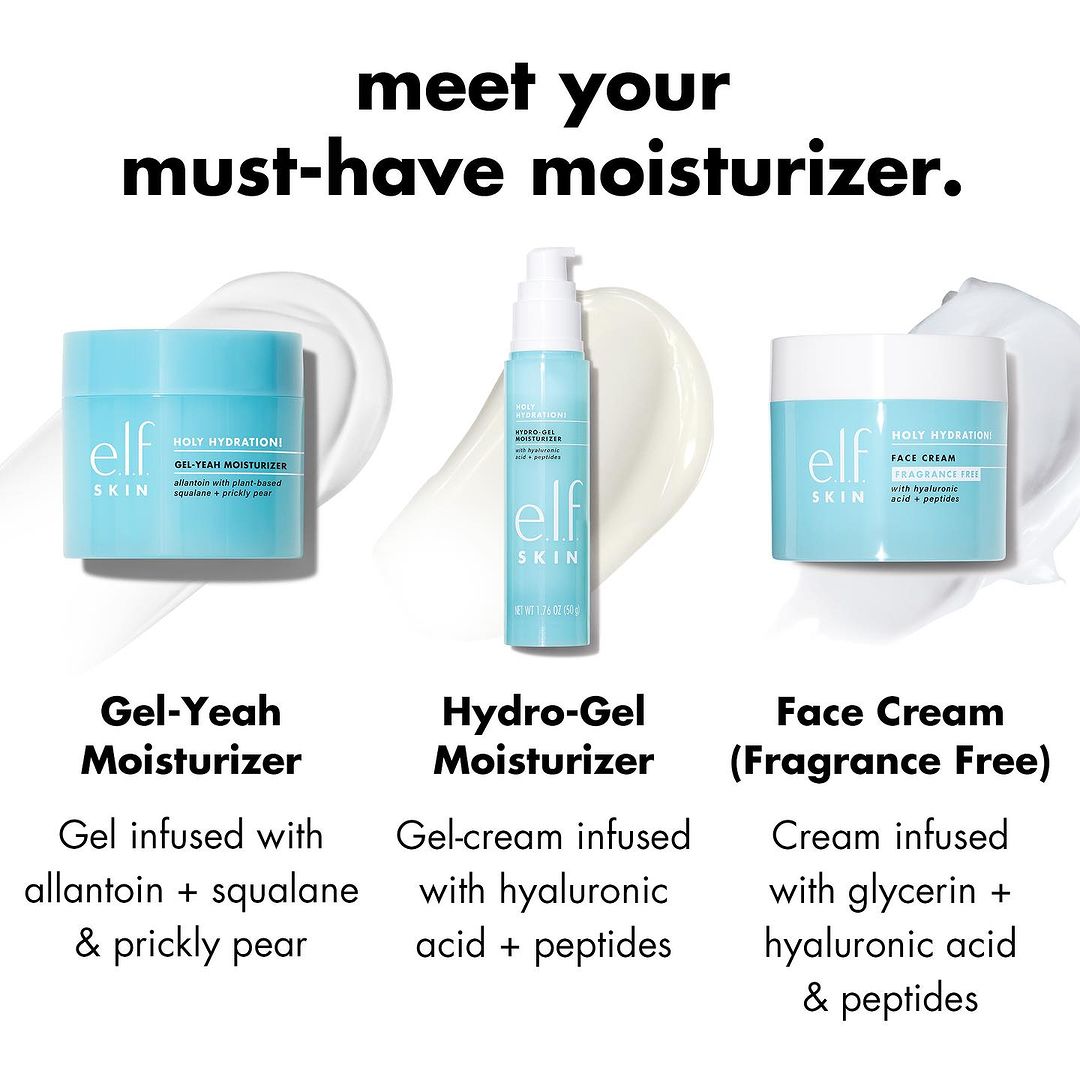 meet your
must-have moisturizer.
e.l.f.
SKIN
HOLY HYDRATION!
GEL-YEAH MOISTURIZER
allantoin with plant-based
squalane + prickly pear
HOLY
HYDRATION!
HYDRO-GEL
MOISTURIZER
with hyaluronic
acid + peptides
e.l.f.
SKIN
NET WT 1.76 OZ (50 g)
e.l.f.
SKIN
HOLY HYDRATION!
FACE CREAM
FRAGRANCE FREE
with hyaluronic
acid + peptides
Gel-Yeah
Moisturizer
Gel infused with
allantoin + squalane
& prickly pear
Hydro-Gel
Moisturizer
Gel-cream infused
with hyaluronic
acid + peptides
Face Cream
(Fragrance Free)
Cream infused
with glycerin +
hyaluronic acid
& peptides